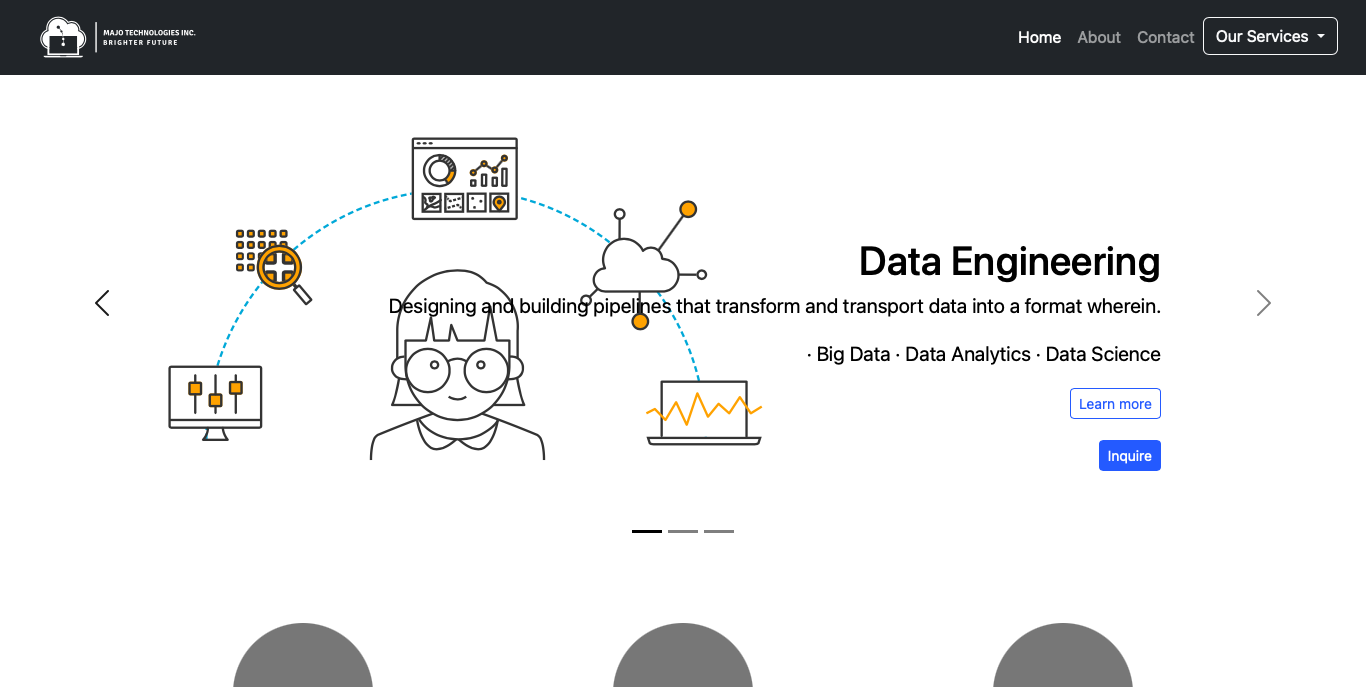 MAJO TECHNOLOGIES INC.
BRIGHTER FUTURE
Home About Contact Our Services
Data Engineering
Designing and building pipelines that transform and transport data into a format wherein.
· Big Data · Data Analytics · Data Science
Learn more
Inquire